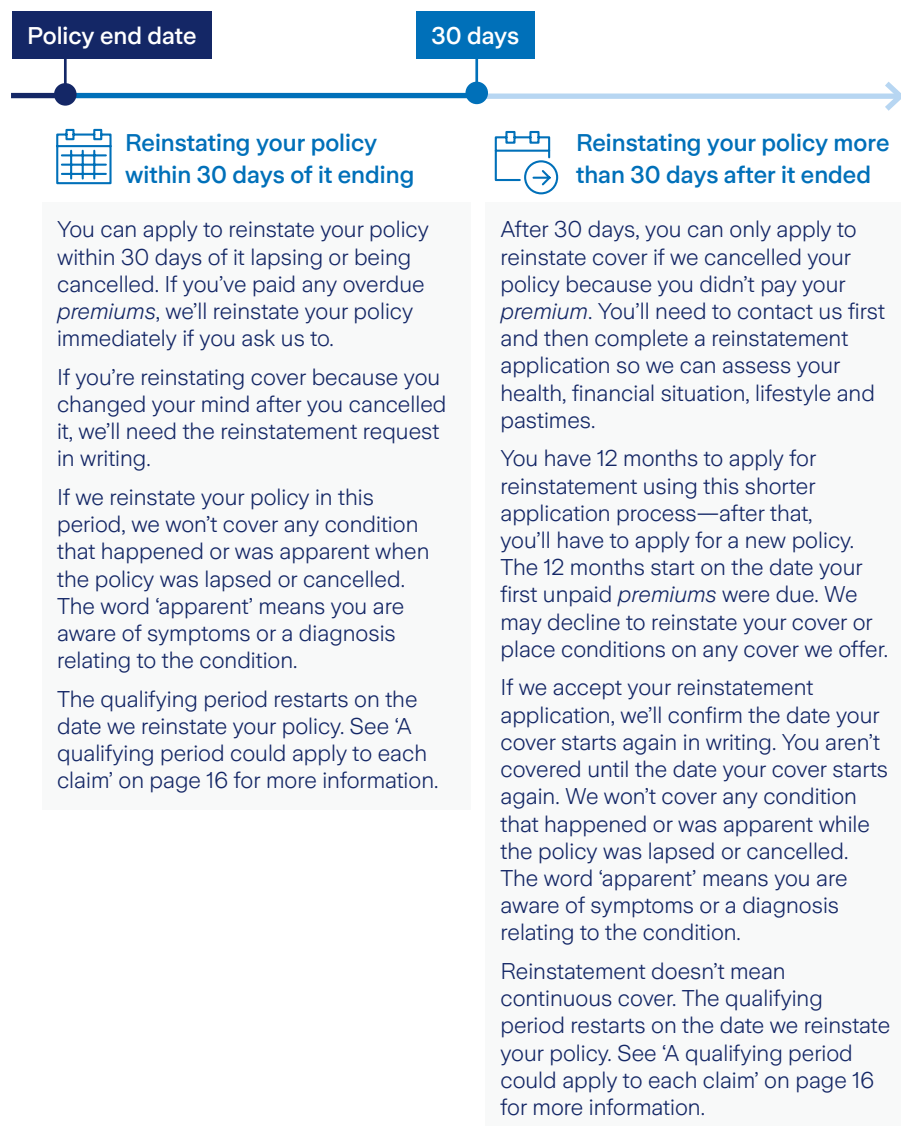 Policy end date
30 days
Reinstating your policy
within 30 days of it ending
You can apply to reinstate your policy
within 30 days of it lapsing or being
cancelled. If you’ve paid any overdue
premiums, we’ll reinstate your policy
immediately if you ask us to.
If you’re reinstating cover because you
changed your mind after you cancelled
it, we’ll need the reinstatement request
in writing.
If we reinstate your policy in this
period, we won’t cover any condition
that happened or was apparent when
the policy was lapsed or cancelled.
The word ‘apparent’ means you are
aware of symptoms or a diagnosis
relating to the condition.
The qualifying period restarts on the
date we reinstate your policy. See ‘A
qualifying period could apply to each
claim’ on page 16 for more information.
Reinstating your policy more
than 30 days after it ended
After 30 days, you can only apply to
reinstate cover if we cancelled your
policy because you didn’t pay your
premium. You’ll need to contact us first
and then complete a reinstatement
application so we can assess your
health, financial situation, lifestyle and
pastimes.
You have 12 months to apply for
reinstatement using this shorter
application process—after that,
you’ll have to apply for a new policy.
The 12 months start on the date your
first unpaid premiums were due. We
may decline to reinstate your cover or
place conditions on any cover we offer.
If we accept your reinstatement
application, we’ll confirm the date your
cover starts again in writing. You aren’t
covered until the date your cover starts
again. We won’t cover any condition
that happened or was apparent while
the policy was lapsed or cancelled.
The word ‘apparent’ means you are
aware of symptoms or a diagnosis
relating to the condition.
Reinstatement doesn’t mean
continuous cover. The qualifying
period restarts on the date we reinstate
your policy. See ‘A qualifying period
could apply to each claim’ on page 16
for more information.